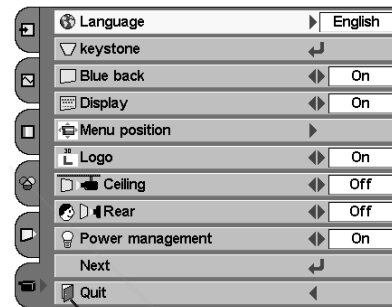 Language English
keystone
Blue back On
Display On
Menu position
Logo On
Ceiling Off
Rear Off
Power management On
Next
Quit